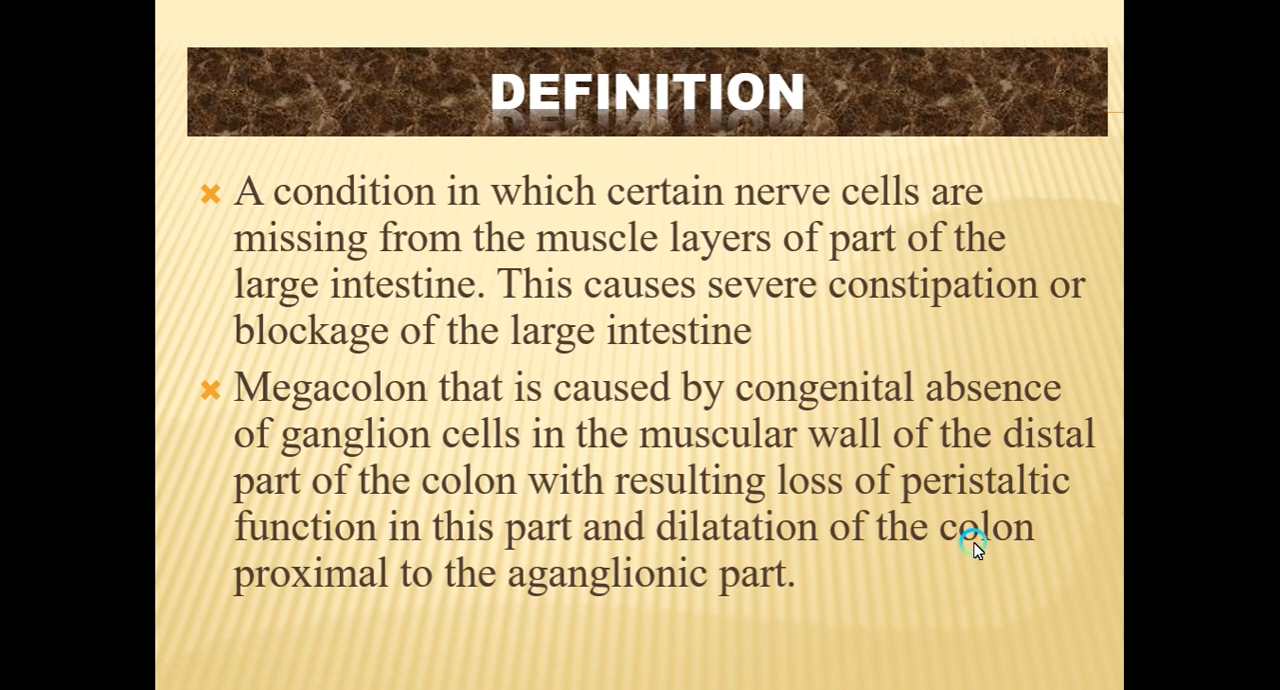 DEFINITION
A condition in which certain nerve cells are
missing from the muscle layers of part of the
large intestine. This causes severe constipation or
blockage of the large intestine
Megacolon that is caused by congenital absence
of ganglion cells in the muscular wall of the distal
part of the colon with resulting loss of peristaltic
function in this part and dilatation of the colon
proximal to the aganglionic part.